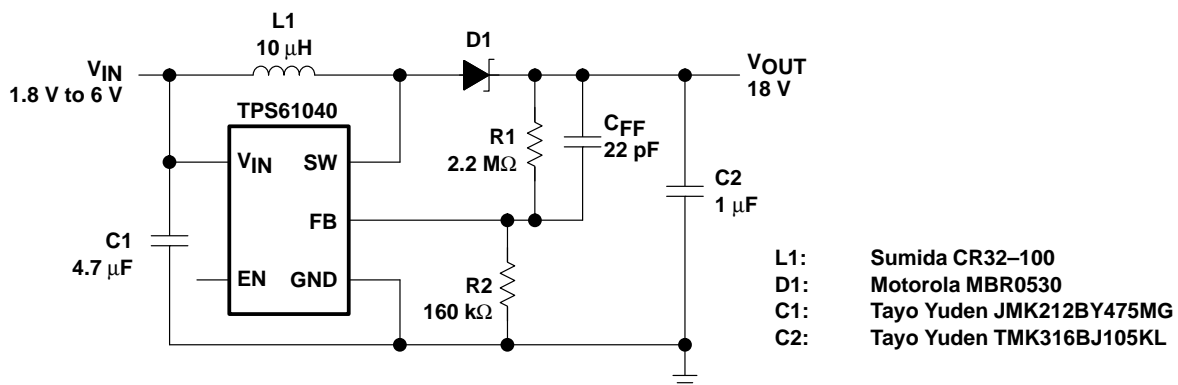 L1
10 μH
D1
VIN
1.8 V to 6 V
VOUT
18 V
TPS61040
VIN
SW
FB
EN
GND
R1
2.2 MΩ
CFF
22 pF
C2
1 μF
C1
4.7 μF
R2
160 kΩ
L1: Sumida CR32–100
D1: Motorola MBR0530
C1: Tayo Yuden JMK212BY475MG
C2: Tayo Yuden TMK316BJ105KL